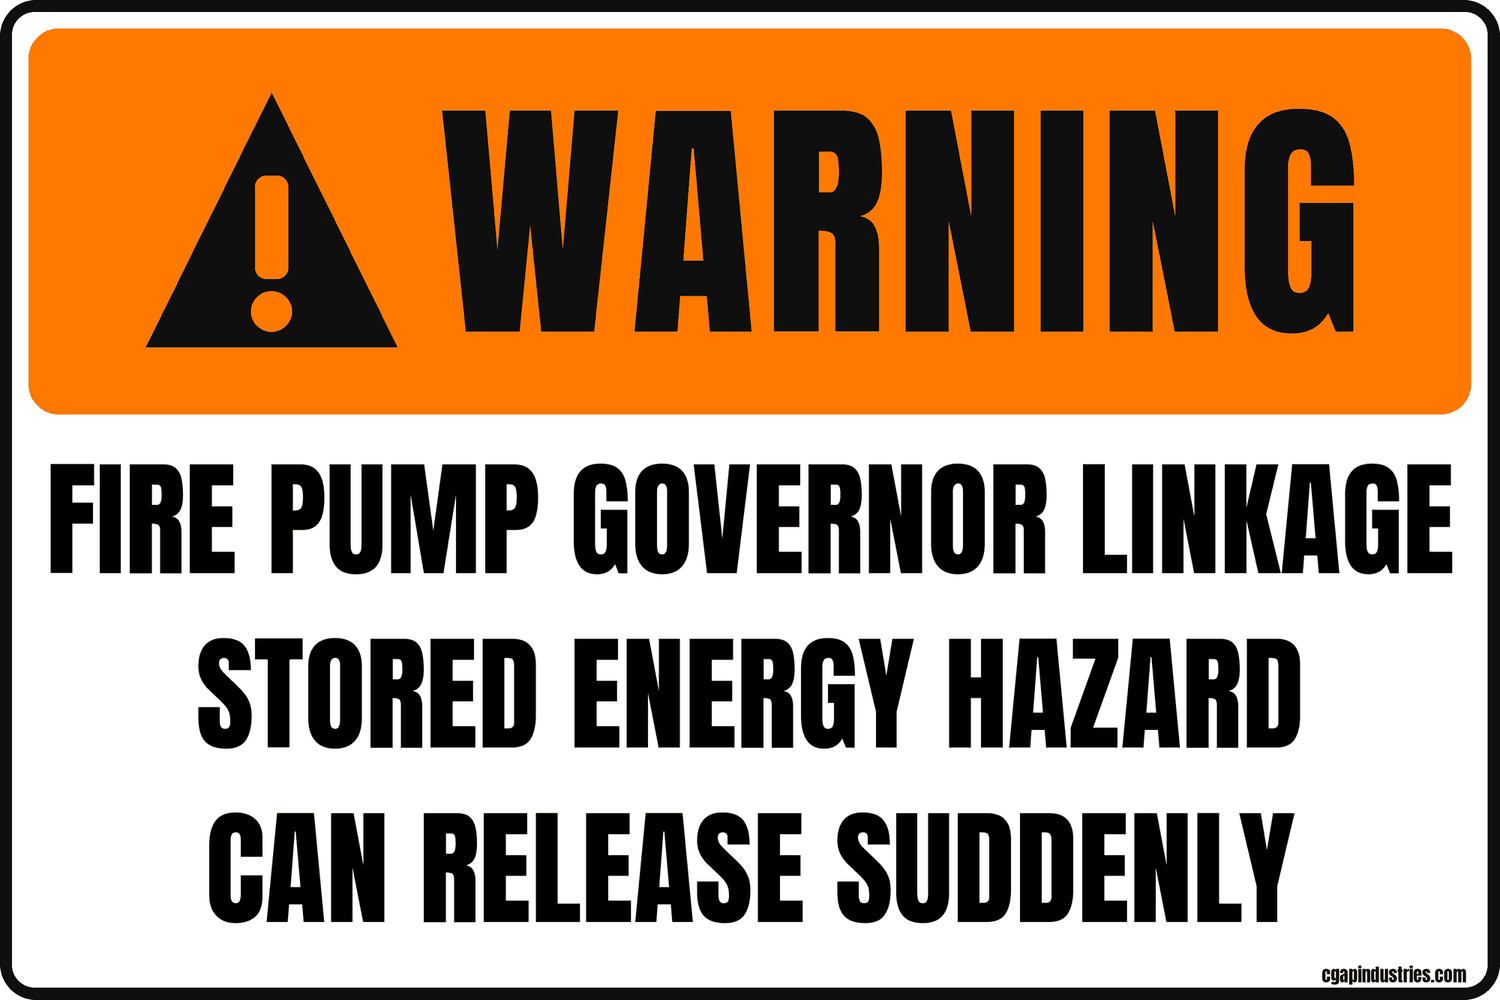 WARNING
FIRE PUMP GOVERNOR LINKAGE
STORED ENERGY HAZARD
CAN RELEASE SUDDENLY
cgapindustries.com